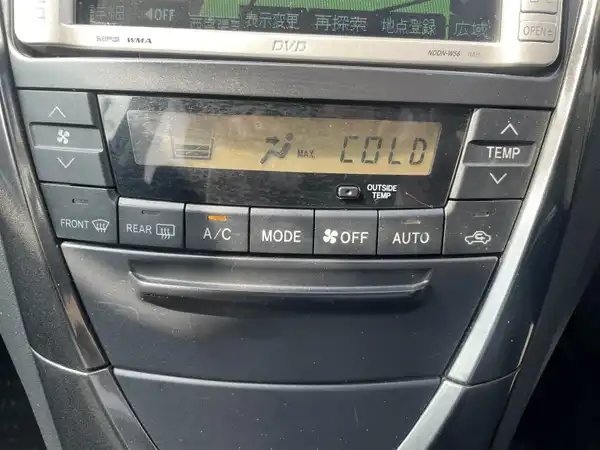 OFF 表示変更 再探索 地点登録 広域
MP3 WMA DVD NDDN-W56 OPEN
MAX. COLD
TEMP
OUTSIDE TEMP
FRONT REAR A/C MODE OFF AUTO